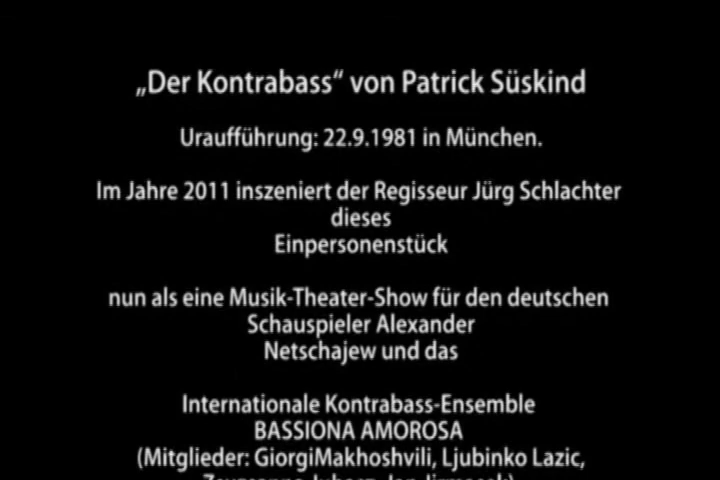 „Der Kontrabass“ von Patrick Süskind
Uraufführung: 22.9.1981 in München.
Im Jahre 2011 inszeniert der Regisseur Jürg Schlachter
dieses
Einpersonenstück
nun als eine Musik-Theater-Show für den deutschen
Schauspieler Alexander
Netschajew und das
Internationale Kontrabass-Ensemble
BASSIONA AMOROSA
(Mitglieder: GiorgiMakhoshvili, Ljubinko Lazic,